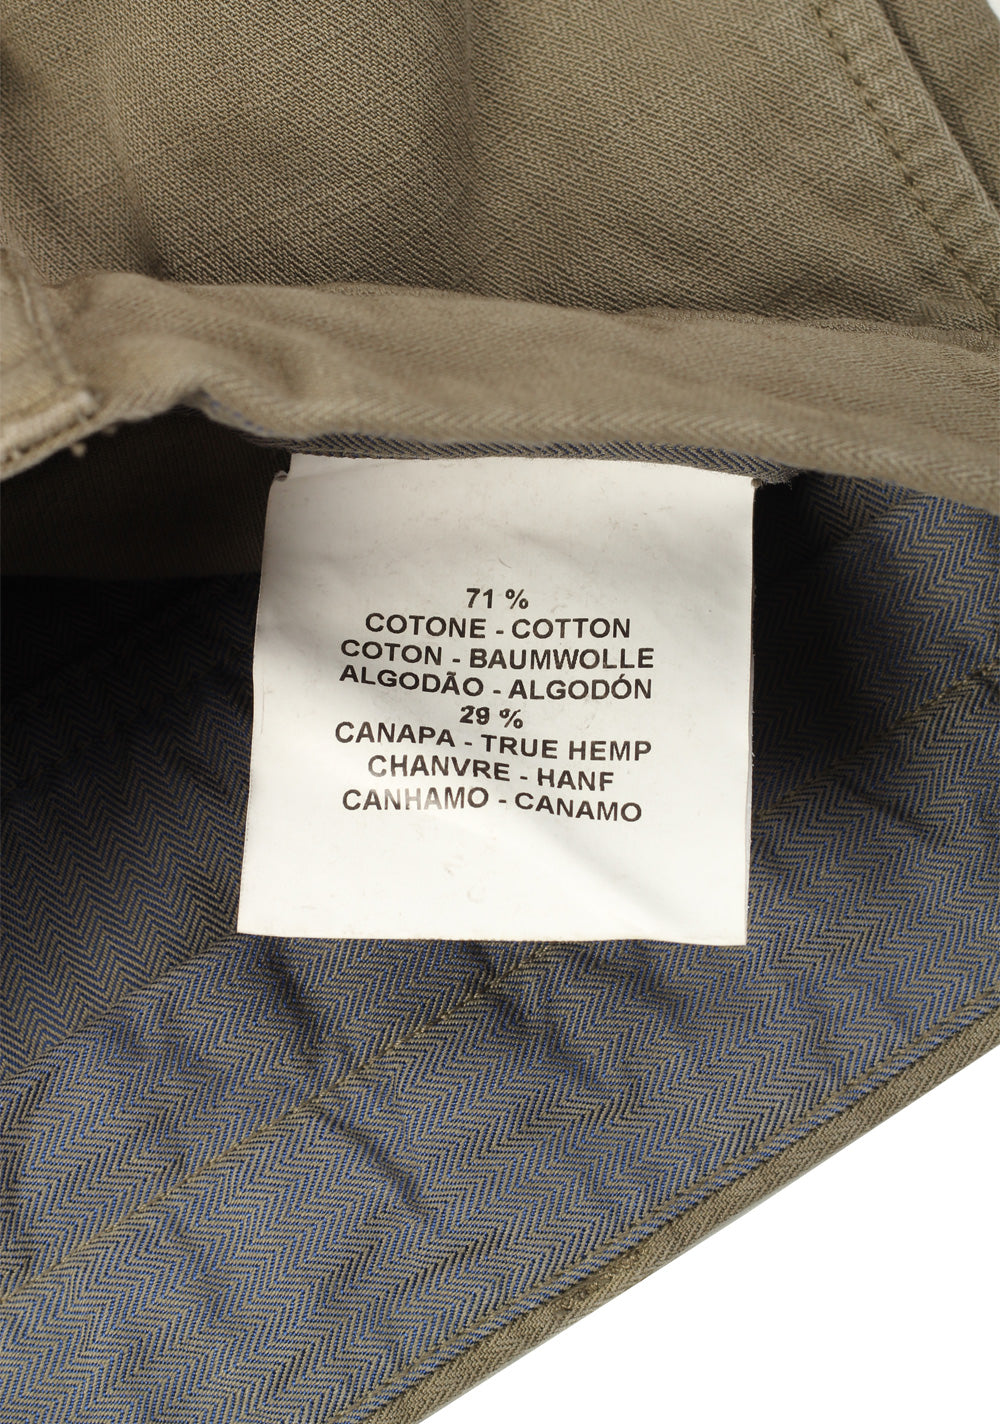 71 %
COTONE - COTTON
COTON - BAUMWOLLE
ALGODÃO - ALGODÓN
29 %
CANAPA - TRUE HEMP
CHANVRE - HANF
CANHAMO - CANAMO